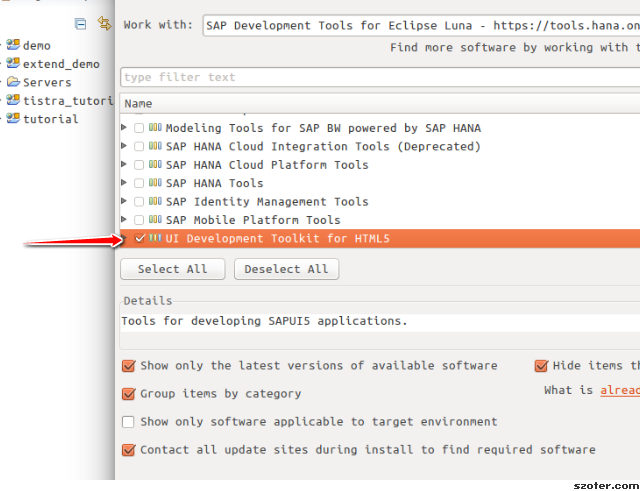 Work with: SAP Development Tools for Eclipse Luna - https://tools.hana.on
Find more software by working with t
type filter text
Name
Modeling Tools for SAP BW powered by SAP HANA
SAP HANA Cloud Integration Tools (Deprecated)
SAP HANA Cloud Platform Tools
SAP HANA Tools
SAP Identity Management Tools
SAP Mobile Platform Tools
UI Development Toolkit for HTML5
Select All
Deselect All
Details
Tools for developing SAPUI5 applications.
Show only the latest versions of available software
Hide items th
Group items by category
What is alread
Show only software applicable to target environment
Contact all update sites during install to find required software
demo
extend_demo
Servers
tistra_tutori
tutorial
szoter.com